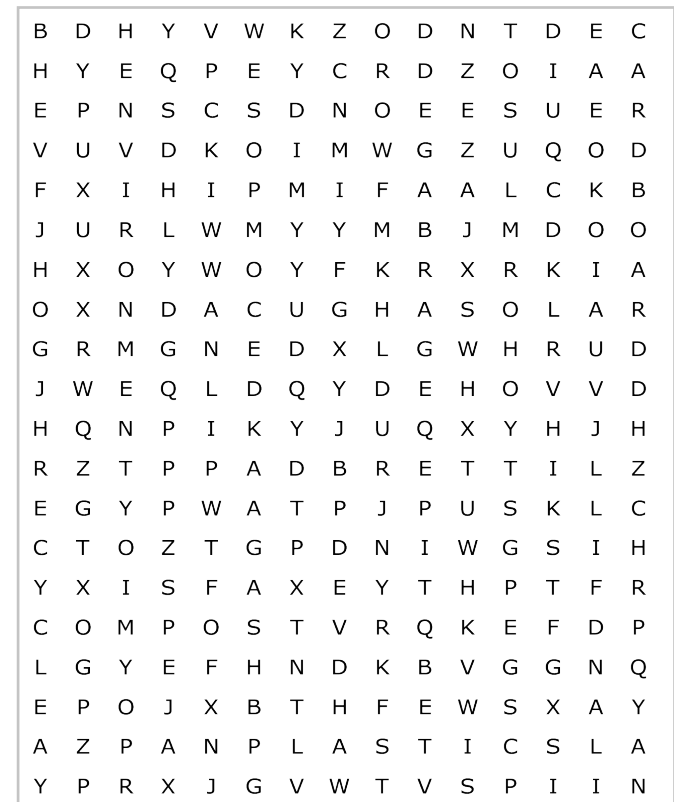 B D H Y V W K Z O D N T D E C
H Y E Q P E Y C R D Z O I A A
E P N S C S D N O E E S U E R
V U V D K O I M W G Z U Q O D
F X I H I P M I F A A L C K B
J U R L W M Y Y M B J M D O O
H X O Y W O Y F K R X R K I A
O X N D A C U G H A S O L A R
G R M G N E D X L G W H R U D
J W E Q L D Q Y D E H O V V D
H Q N P I K Y J U Q X Y H J H
R Z T P P A D B R E T T I L Z
E G Y P W A T P J P U S K L C
C T O Z T G P D N I W G S I H
Y X I S F A X E Y T H P T F R
C O M P O S T V R Q K E F D P
L G Y E F H N D K B V G G N Q
E P O J X B T H F E W S X A Y
A Z P A N P L A S T I C S L A
Y P R X J G V W T V S P I I N